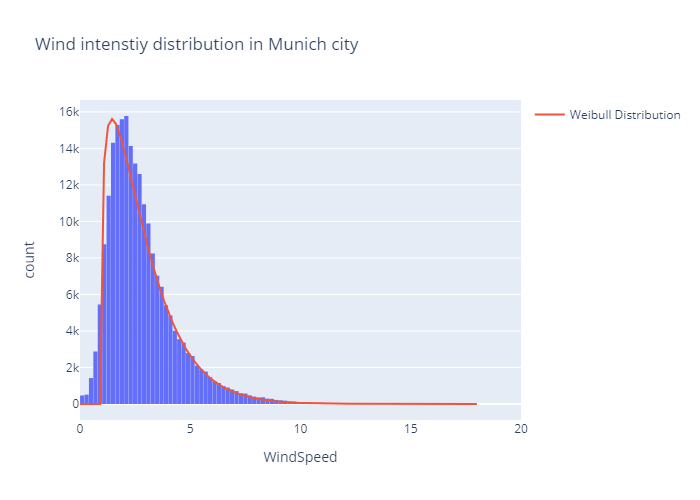 Wind intenstiy distribution in Munich city
Weibull Distribution
16k
14k
12k
10k
8k
6k
4k
2k
0
count
0 5 10 15 20
WindSpeed